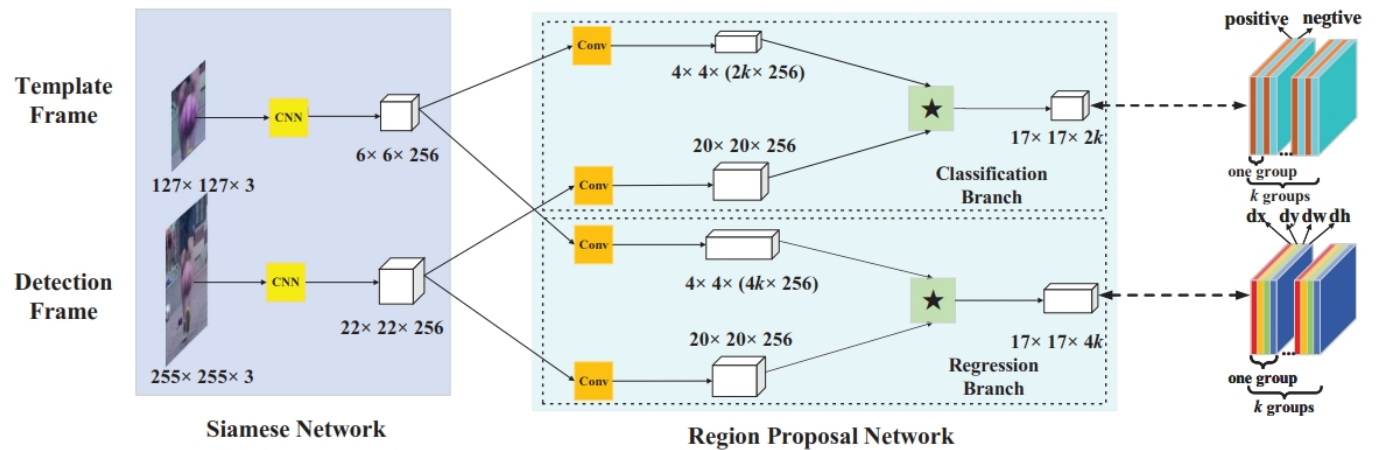 Template
Frame
127× 127× 3
CNN
6× 6× 256
Detection
Frame
255× 255× 3
CNN
22× 22× 256
Siamese Network
Conv
4× 4× (2k× 256)
Conv
20× 20× 256
★
17× 17× 2k
Classification
Branch
Conv
4× 4× (4k× 256)
Conv
20× 20× 256
★
17× 17× 4k
Regression
Branch
Region Proposal Network
positive negtive
...
one group
k groups
dx dy dw dh
...
one group
k groups